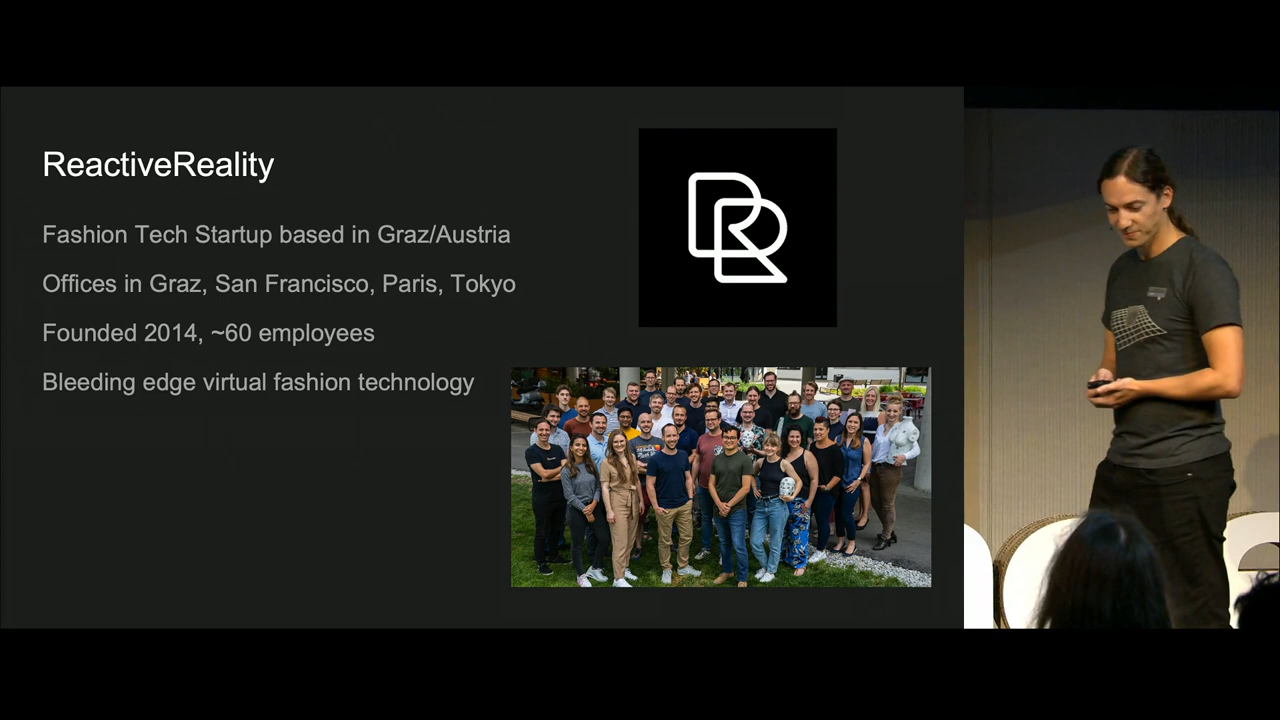 ReactiveReality
Fashion Tech Startup based in Graz/Austria
Offices in Graz, San Francisco, Paris, Tokyo
Founded 2014, ~60 employees
Bleeding edge virtual fashion technology